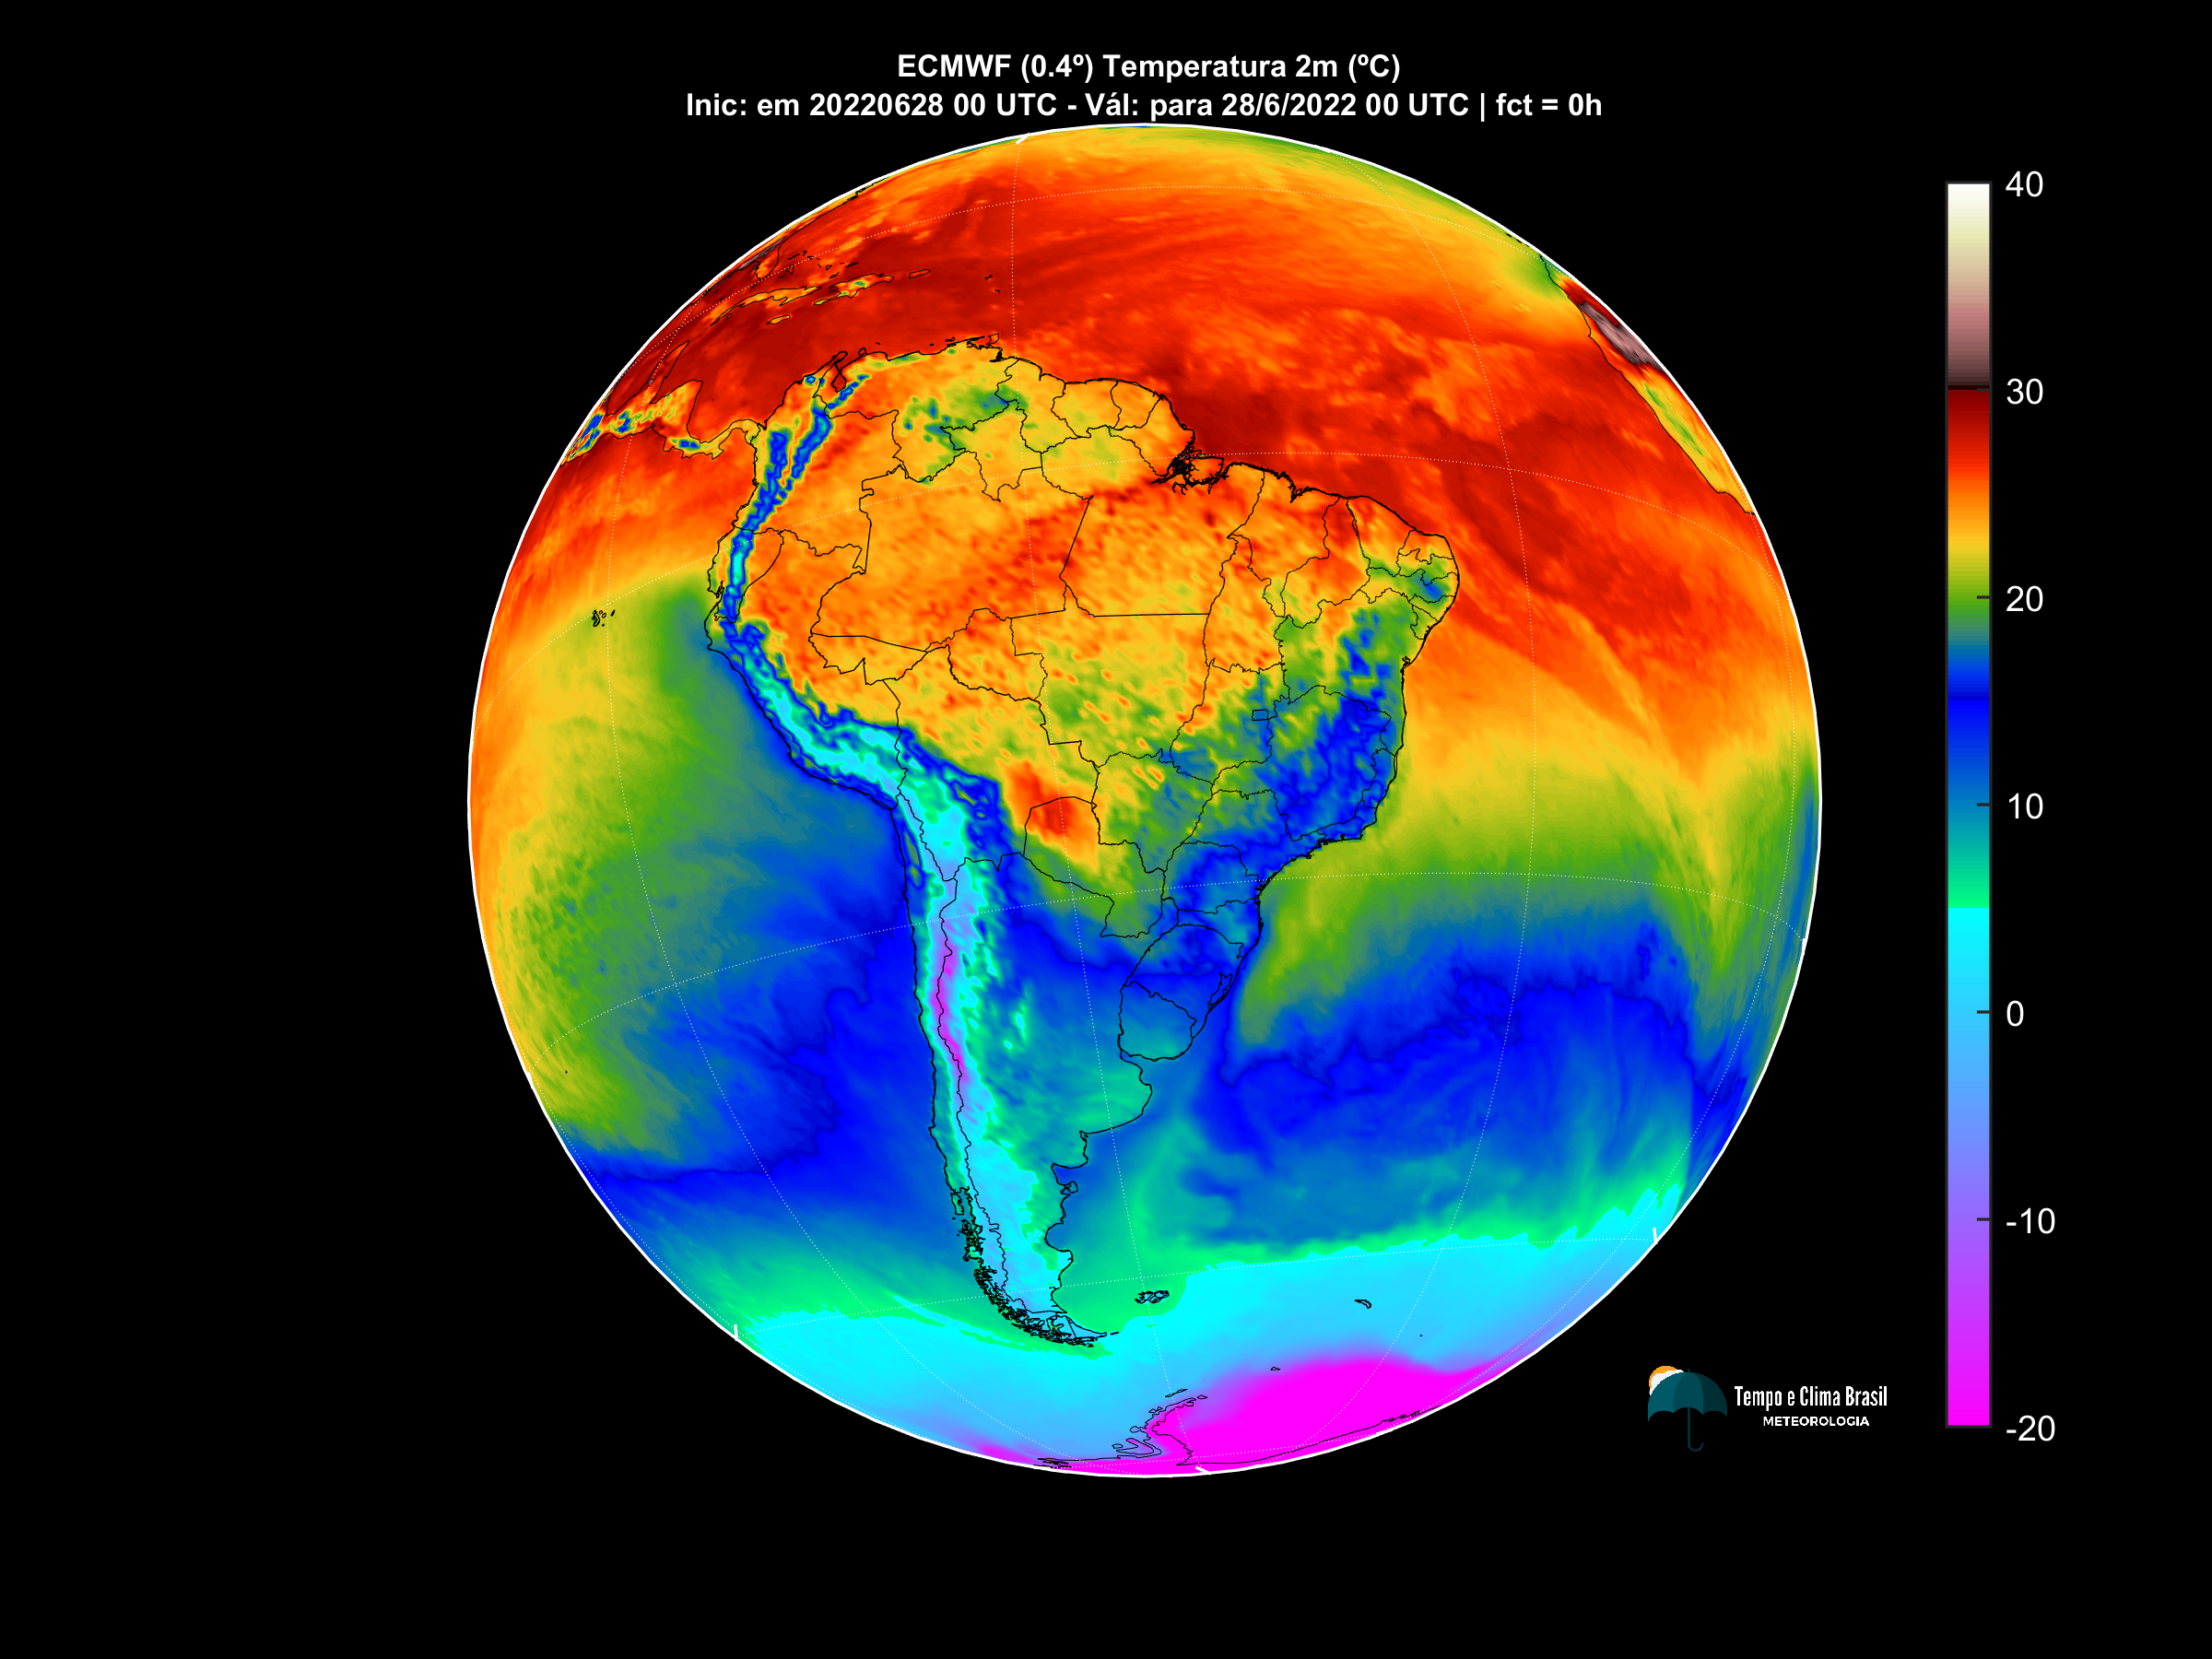 ECMWF (0.4º) Temperatura 2m (ºC)
Inic: em 20220628 00 UTC - Vál: para 28/6/2022 00 UTC | fct = 0h
40
30
20
10
0
-10
-20
Tempo e Clima Brasil
METEOROLOGIA